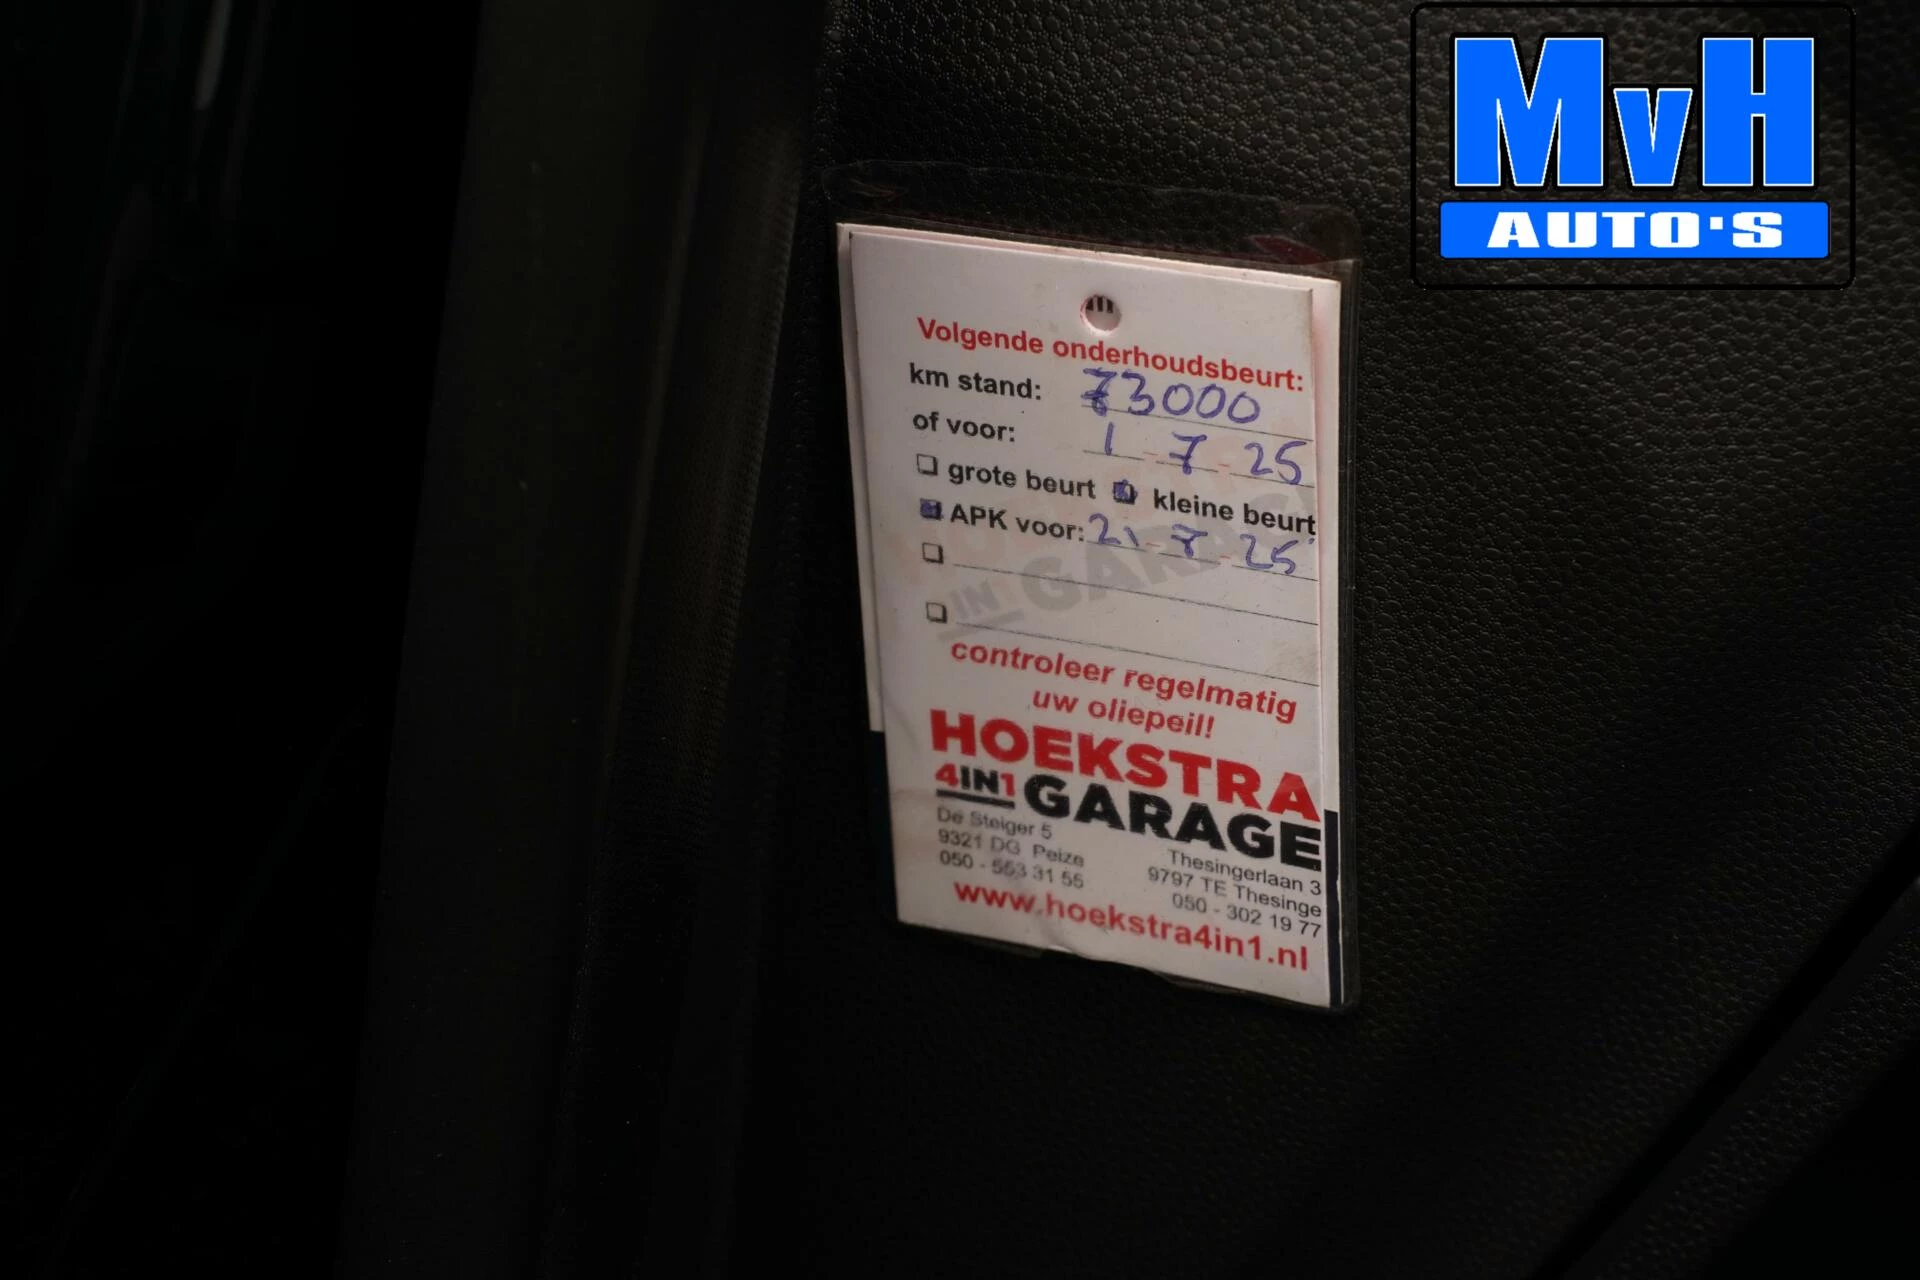 MvH
AUTO'S
Volgende onderhoudsbeurt:
km stand: 73000
of voor: 1 - 7 - 25
❑ grote beurt ❑ kleine beurt
❑ APK voor: 21 - 7 - 25
❑
❑
controleer regelmatig
uw oliepeil!
HOEKSTRA
4IN1 GARAGE
De Steiger 5
9321 DG Peize
050 - 553 31 55
Thesingerlaan 3
9797 TE Thesinge
050 - 302 19 77
www.hoekstra4in1.nl
IN GARAGE